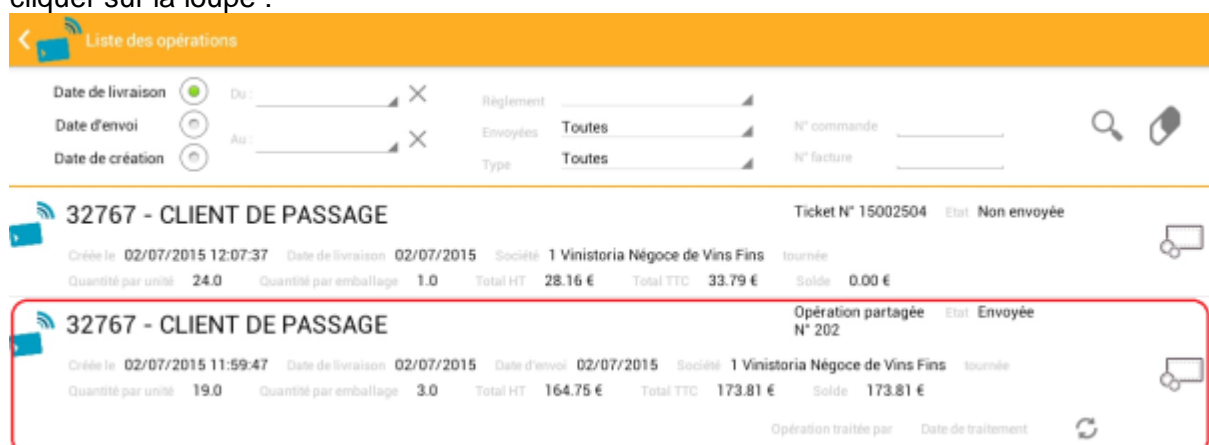 cliquer sur la loupe :
Liste des opérations
Date de livraison Du : Règlement
Date d'envoi Au : Envoyées Toutes N° commande
Date de création Type Toutes N° facture
32767 - CLIENT DE PASSAGE Ticket N° 15002504 Etat Non envoyée
Créée le 02/07/2015 12:07:37 Date de livraison 02/07/2015 Société 1 Vinistoria Négoce de Vins Fins tournée
Quantité par unité 24.0 Quantité par emballage 1.0 Total HT 28.16 € Total TTC 33.79 € Solde 0.00 €
32767 - CLIENT DE PASSAGE Opération partagée Etat Envoyée
N° 202
Créée le 02/07/2015 11:59:47 Date de livraison 02/07/2015 Date d'envoi 02/07/2015 Société 1 Vinistoria Négoce de Vins Fins tournée
Quantité par unité 19.0 Quantité par emballage 3.0 Total HT 164.75 € Total TTC 173.81 € Solde 173.81 €
Opération traitée par Date de traitement